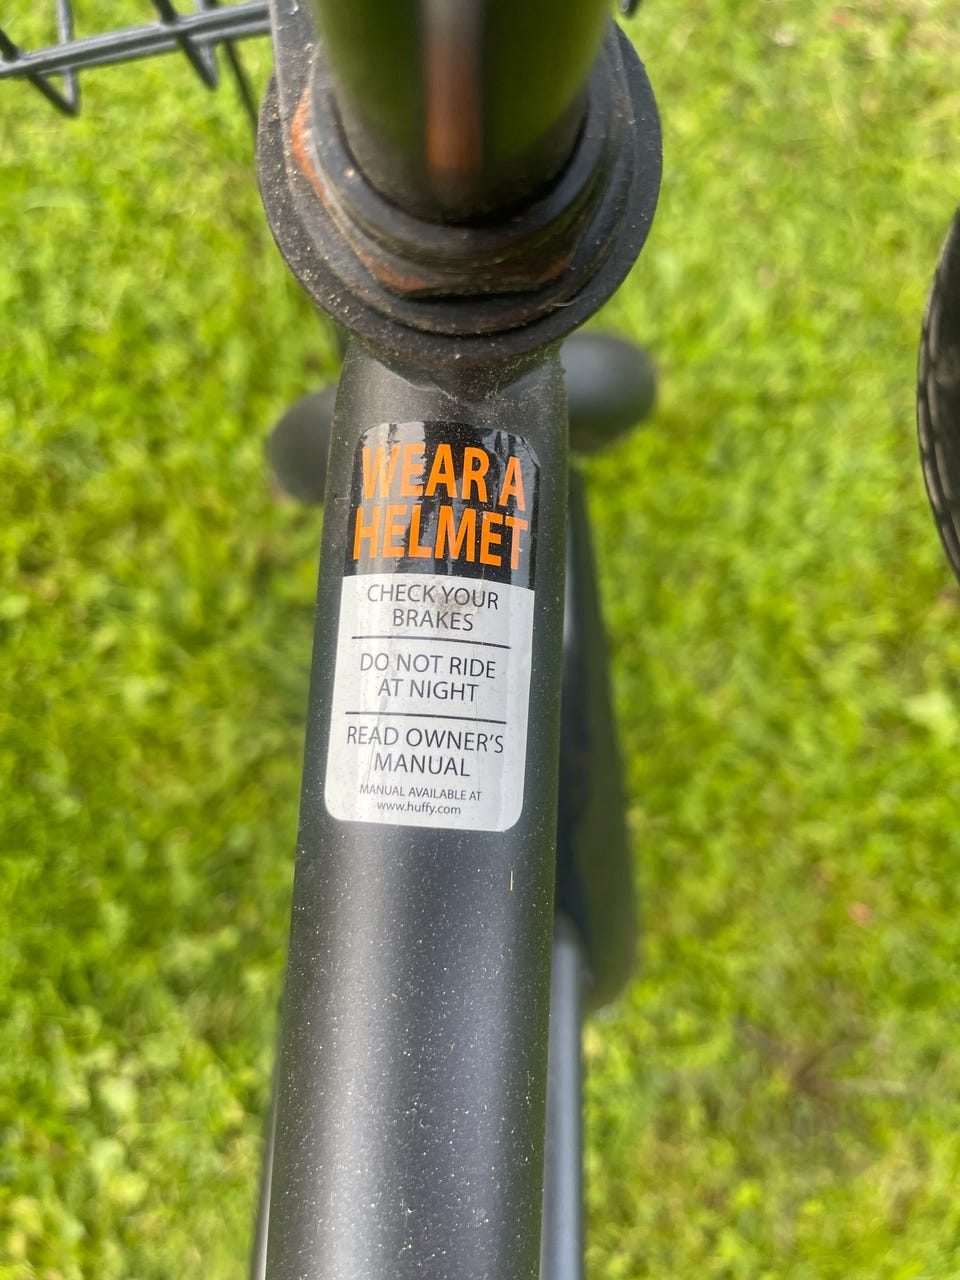 WEAR A
HELMET
CHECK YOUR
BRAKES
DO NOT RIDE
AT NIGHT
READ OWNER'S
MANUAL
MANUAL AVAILABLE AT
www.huffy.com